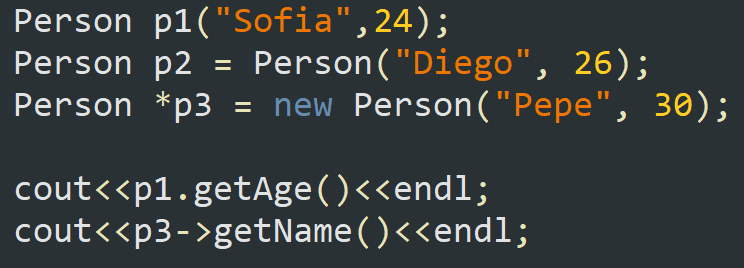 Person p1("Sofia",24);
Person p2 = Person("Diego", 26);
Person *p3 = new Person("Pepe", 30);
cout<<p1.getAge()<<endl;
cout<<p3->getName()<<endl;